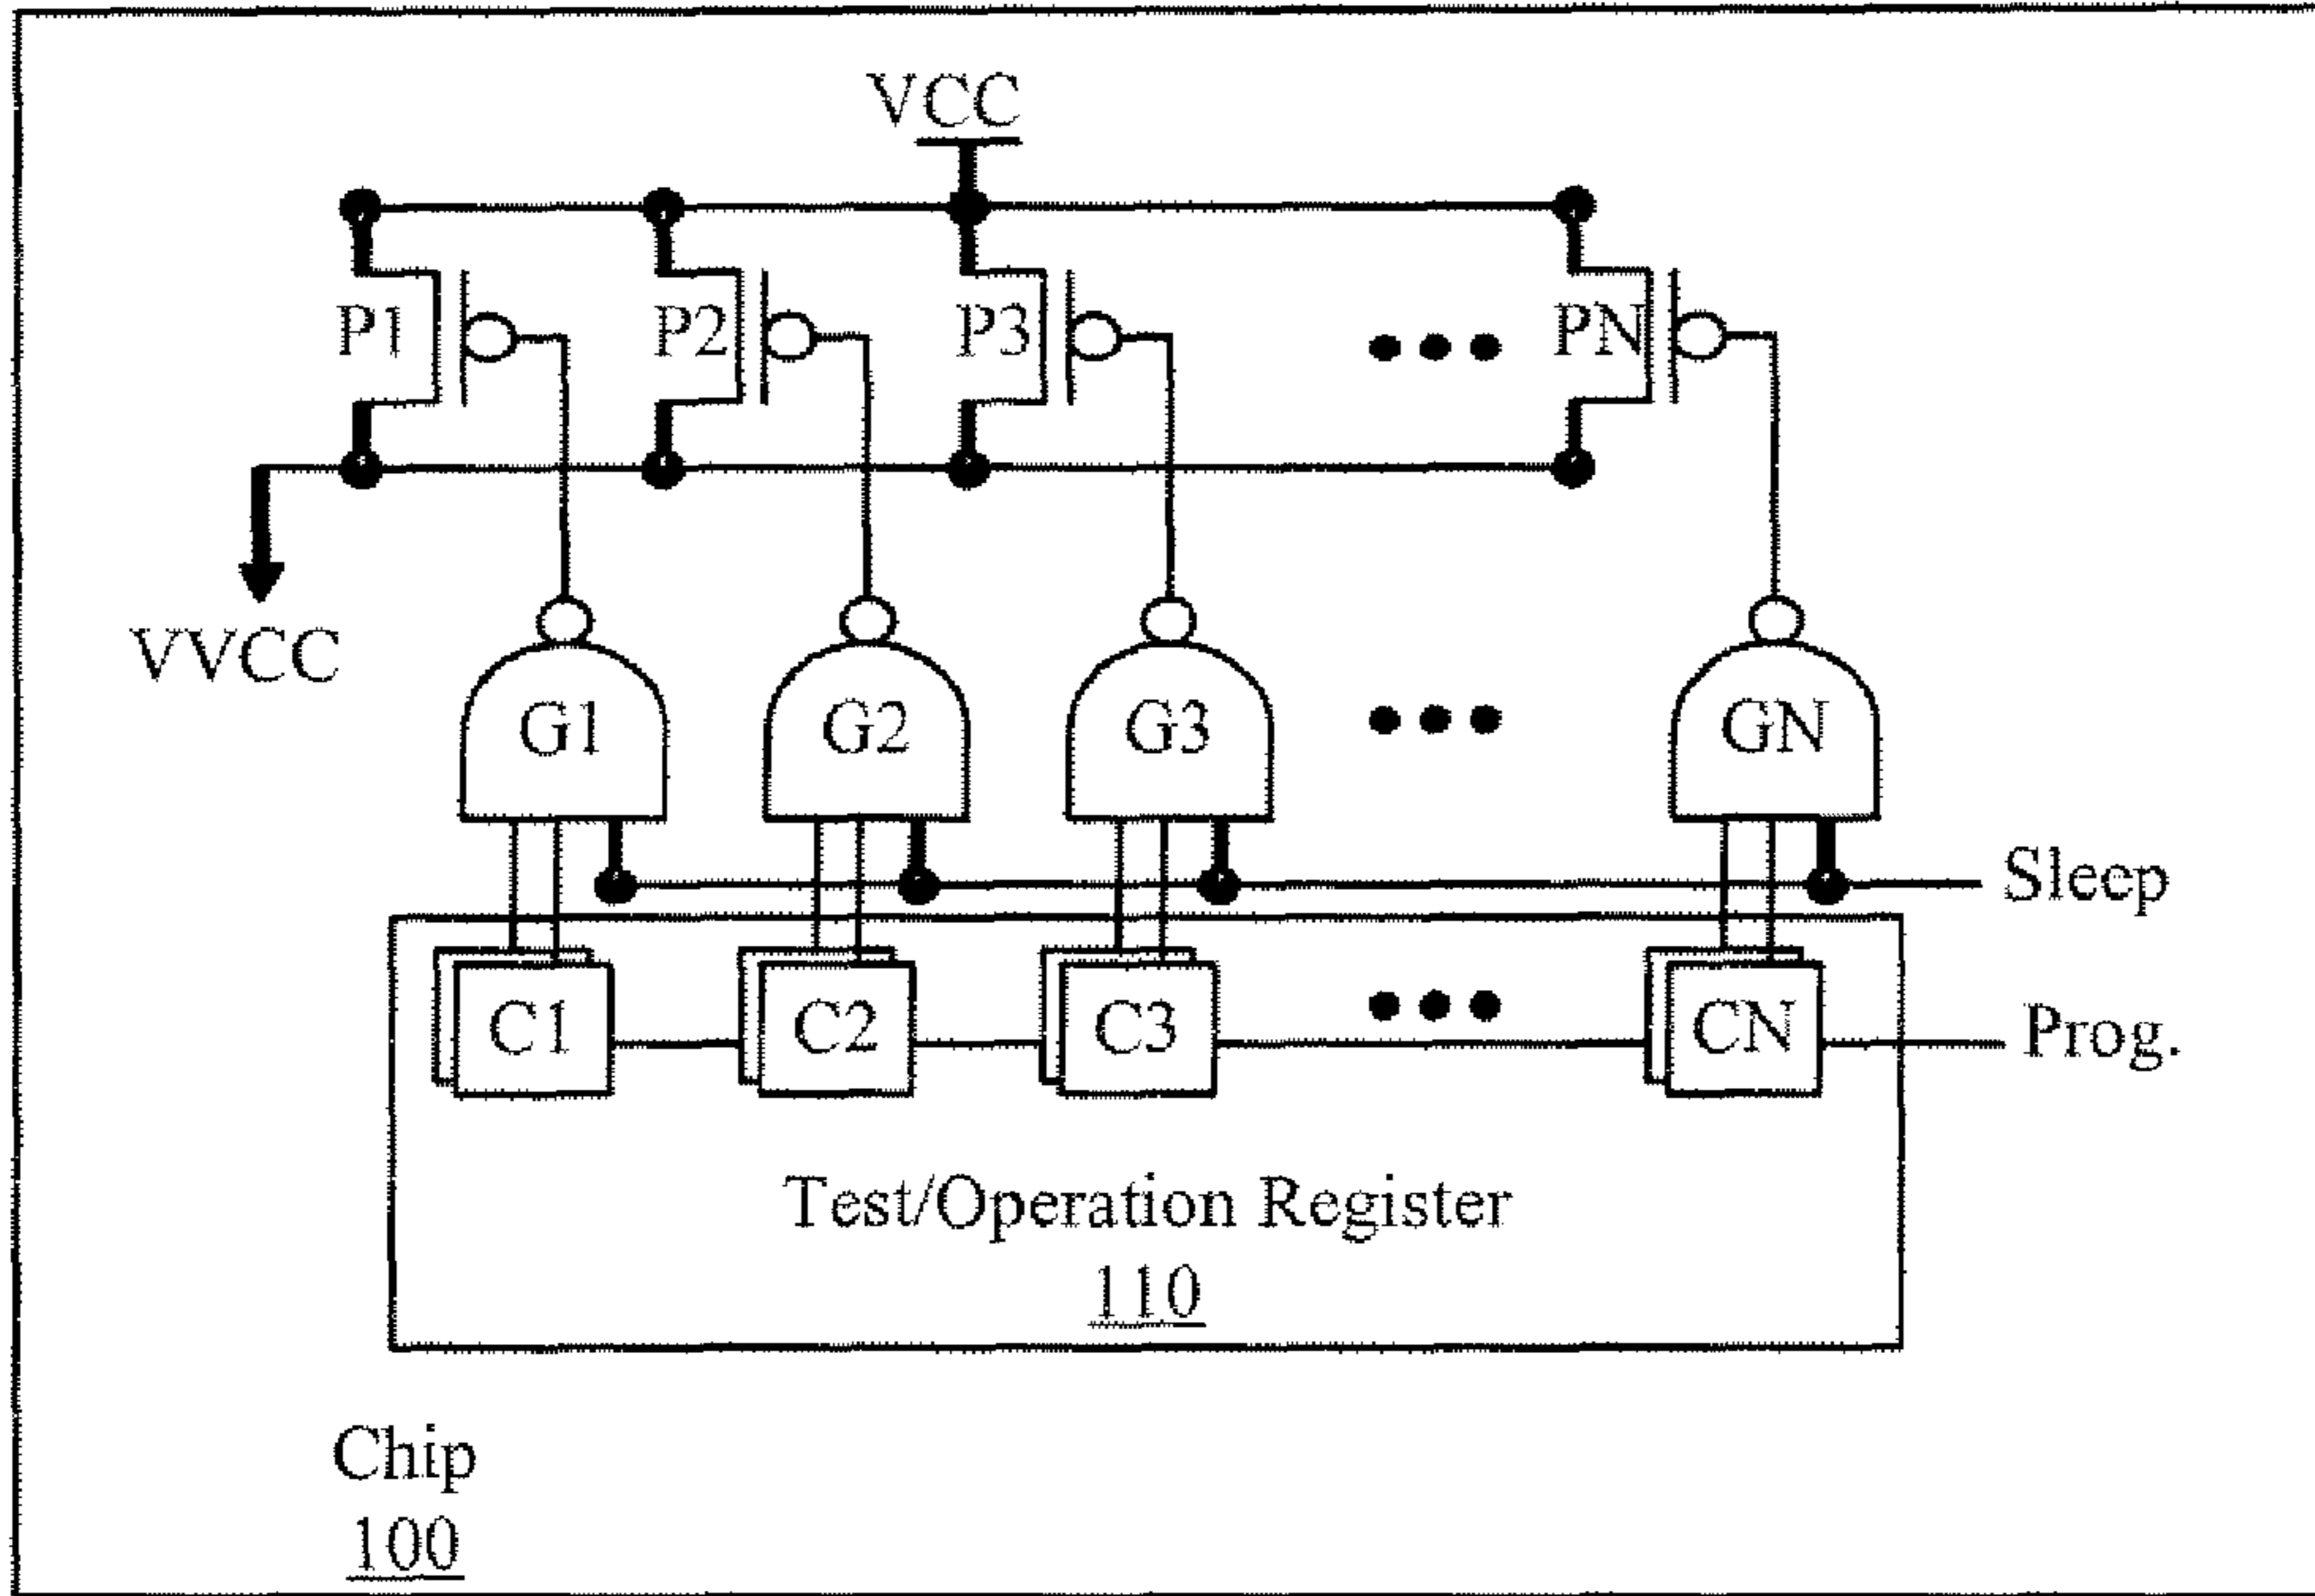 VCC
P1 P2 P3 PN
VVCC
G1 G2 G3 GN
Sleep
C1 C2 C3 CN
Prog.
Test/Operation Register
110
Chip
100